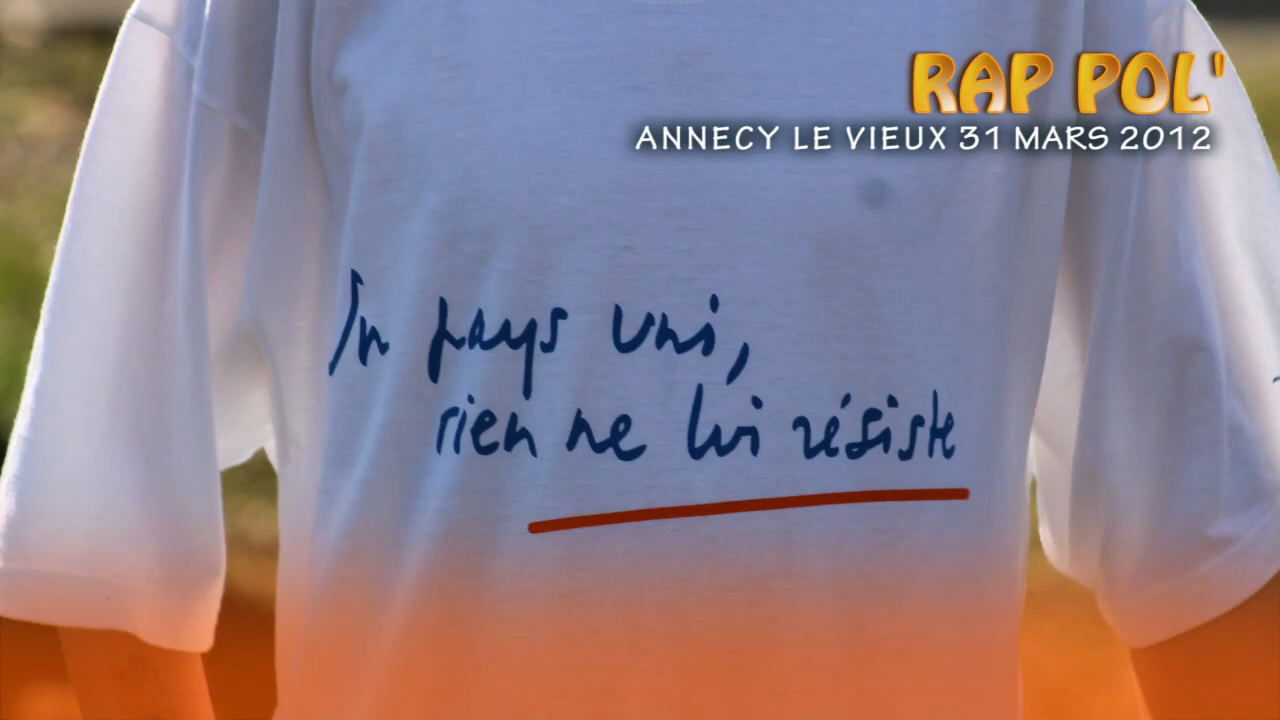 RAP POL'
ANNECY LE VIEUX 31 MARS 2012
Un pays uni,
rien ne lui résiste